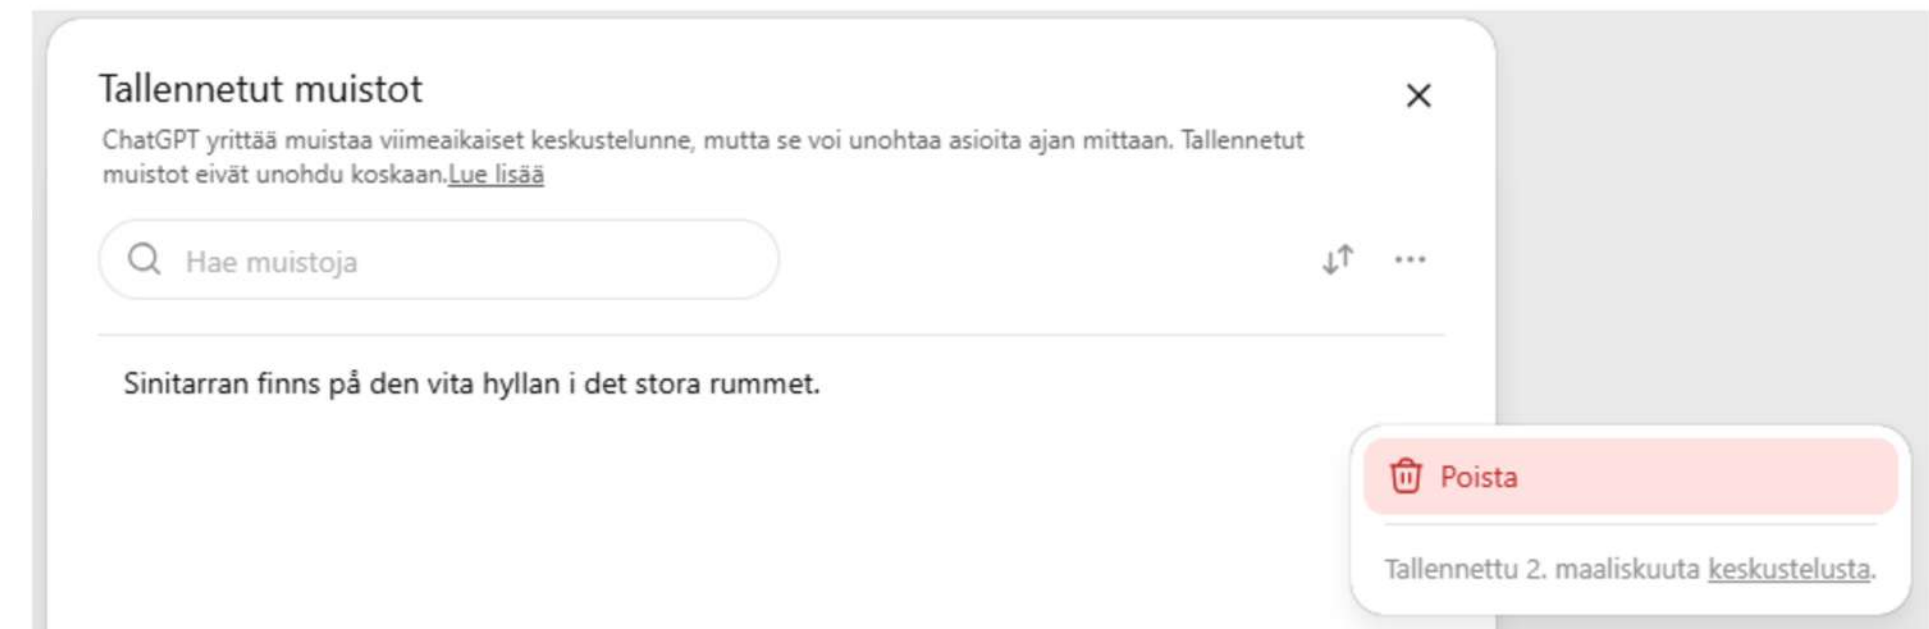 Tallennetut muistot
ChatGPT yrittää muistaa viimeaikaiset keskustelunne, mutta se voi unohtaa asioita ajan mittaan. Tallennetut
muistot eivät unohdu koskaan.Lue lisää
Hae muistoja
Sinitarran finns på den vita hyllan i det stora rummet.
Poista
Tallennettu 2. maaliskuuta keskustelusta.